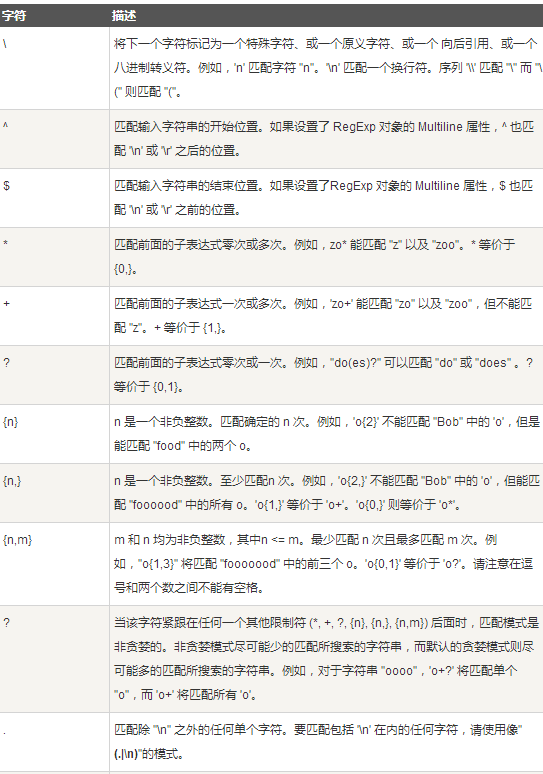 字符 描述
\ 将下一个字符标记为一个特殊字符、或一个原义字符、或一个 向后引用、或一个
八进制转义符。例如，'n' 匹配字符 "n"。'\n' 匹配一个换行符。序列 '\\' 匹配 "\" 而 "\
(" 则匹配 "("。
^ 匹配输入字符串的开始位置。如果设置了 RegExp 对象的 Multiline 属性，^ 也匹
配 '\n' 或 '\r' 之后的位置。
$ 匹配输入字符串的结束位置。如果设置了RegExp 对象的 Multiline 属性，$ 也匹
配 '\n' 或 '\r' 之前的位置。
* 匹配前面的子表达式零次或多次。例如，zo* 能匹配 "z" 以及 "zoo"。* 等价于
{0,}。
+ 匹配前面的子表达式一次或多次。例如，'zo+' 能匹配 "zo" 以及 "zoo"，但不能匹
配 "z"。+ 等价于 {1,}。
? 匹配前面的子表达式零次或一次。例如，"do(es)?" 可以匹配 "do" 或 "does" 。?
等价于 {0,1}。
{n} n 是一个非负整数。匹配确定的 n 次。例如，'o{2}' 不能匹配 "Bob" 中的 'o'，但是
能匹配 "food" 中的两个 o。
{n,} n 是一个非负整数。至少匹配n 次。例如，'o{2,}' 不能匹配 "Bob" 中的 'o'，但能匹
配 "foooood" 中的所有 o。'o{1,}' 等价于 'o+'。'o{0,}' 则等价于 'o*'。
{n,m} m 和 n 均为非负整数，其中n <= m。最少匹配 n 次且最多匹配 m 次。例
如，"o{1,3}" 将匹配 "fooooood" 中的前三个 o。'o{0,1}' 等价于 'o?'。请注意在逗
号和两个数之间不能有空格。
? 当该字符紧跟在任何一个其他限制符 (*, +, ?, {n}, {n,}, {n,m}) 后面时，匹配模式是
非贪婪的。非贪婪模式尽可能少的匹配所搜索的字符串，而默认的贪婪模式则尽
可能多的匹配所搜索的字符串。例如，对于字符串 "oooo"，'o+?' 将匹配单个
"o"，而 'o+' 将匹配所有 'o'。
. 匹配除 "\n" 之外的任何单个字符。要匹配包括 '\n' 在内的任何字符，请使用像"
(.|\n)"的模式。